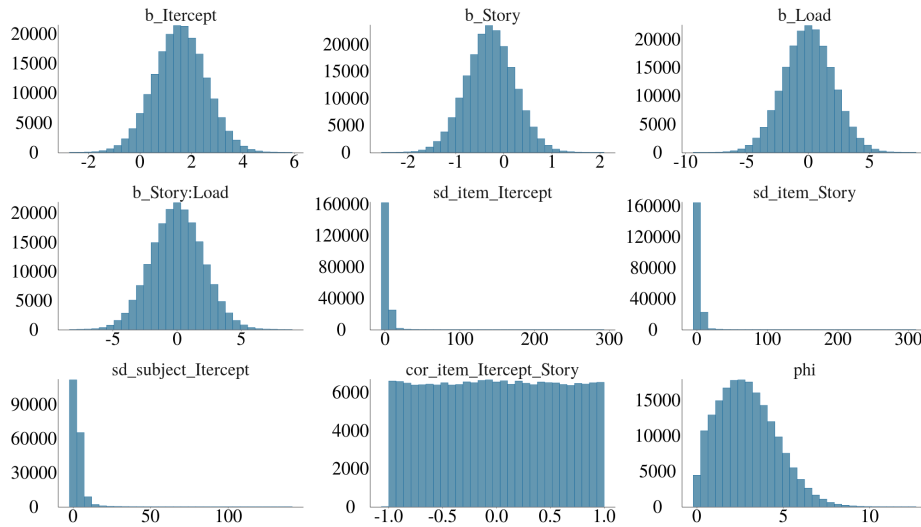 b_Itercept
b_Story
b_Load
20000
15000
10000
5000
0
-2 0 2 4 6
20000
15000
10000
5000
0
-2 -1 0 1 2
20000
15000
10000
5000
0
-10 -5 0 5
b_Story:Load
sd_item_Itercept
sd_item_Story
20000
15000
10000
5000
0
-5 0 5
160000
120000
80000
40000
0
0 100 200 300
160000
120000
80000
40000
0
0 100 200 300
sd_subject_Itercept
cor_item_Itercept_Story
phi
90000
60000
30000
0
0 50 100
6000
4000
2000
0
-1.0 -0.5 0.0 0.5 1.0
15000
10000
5000
0
0 5 10